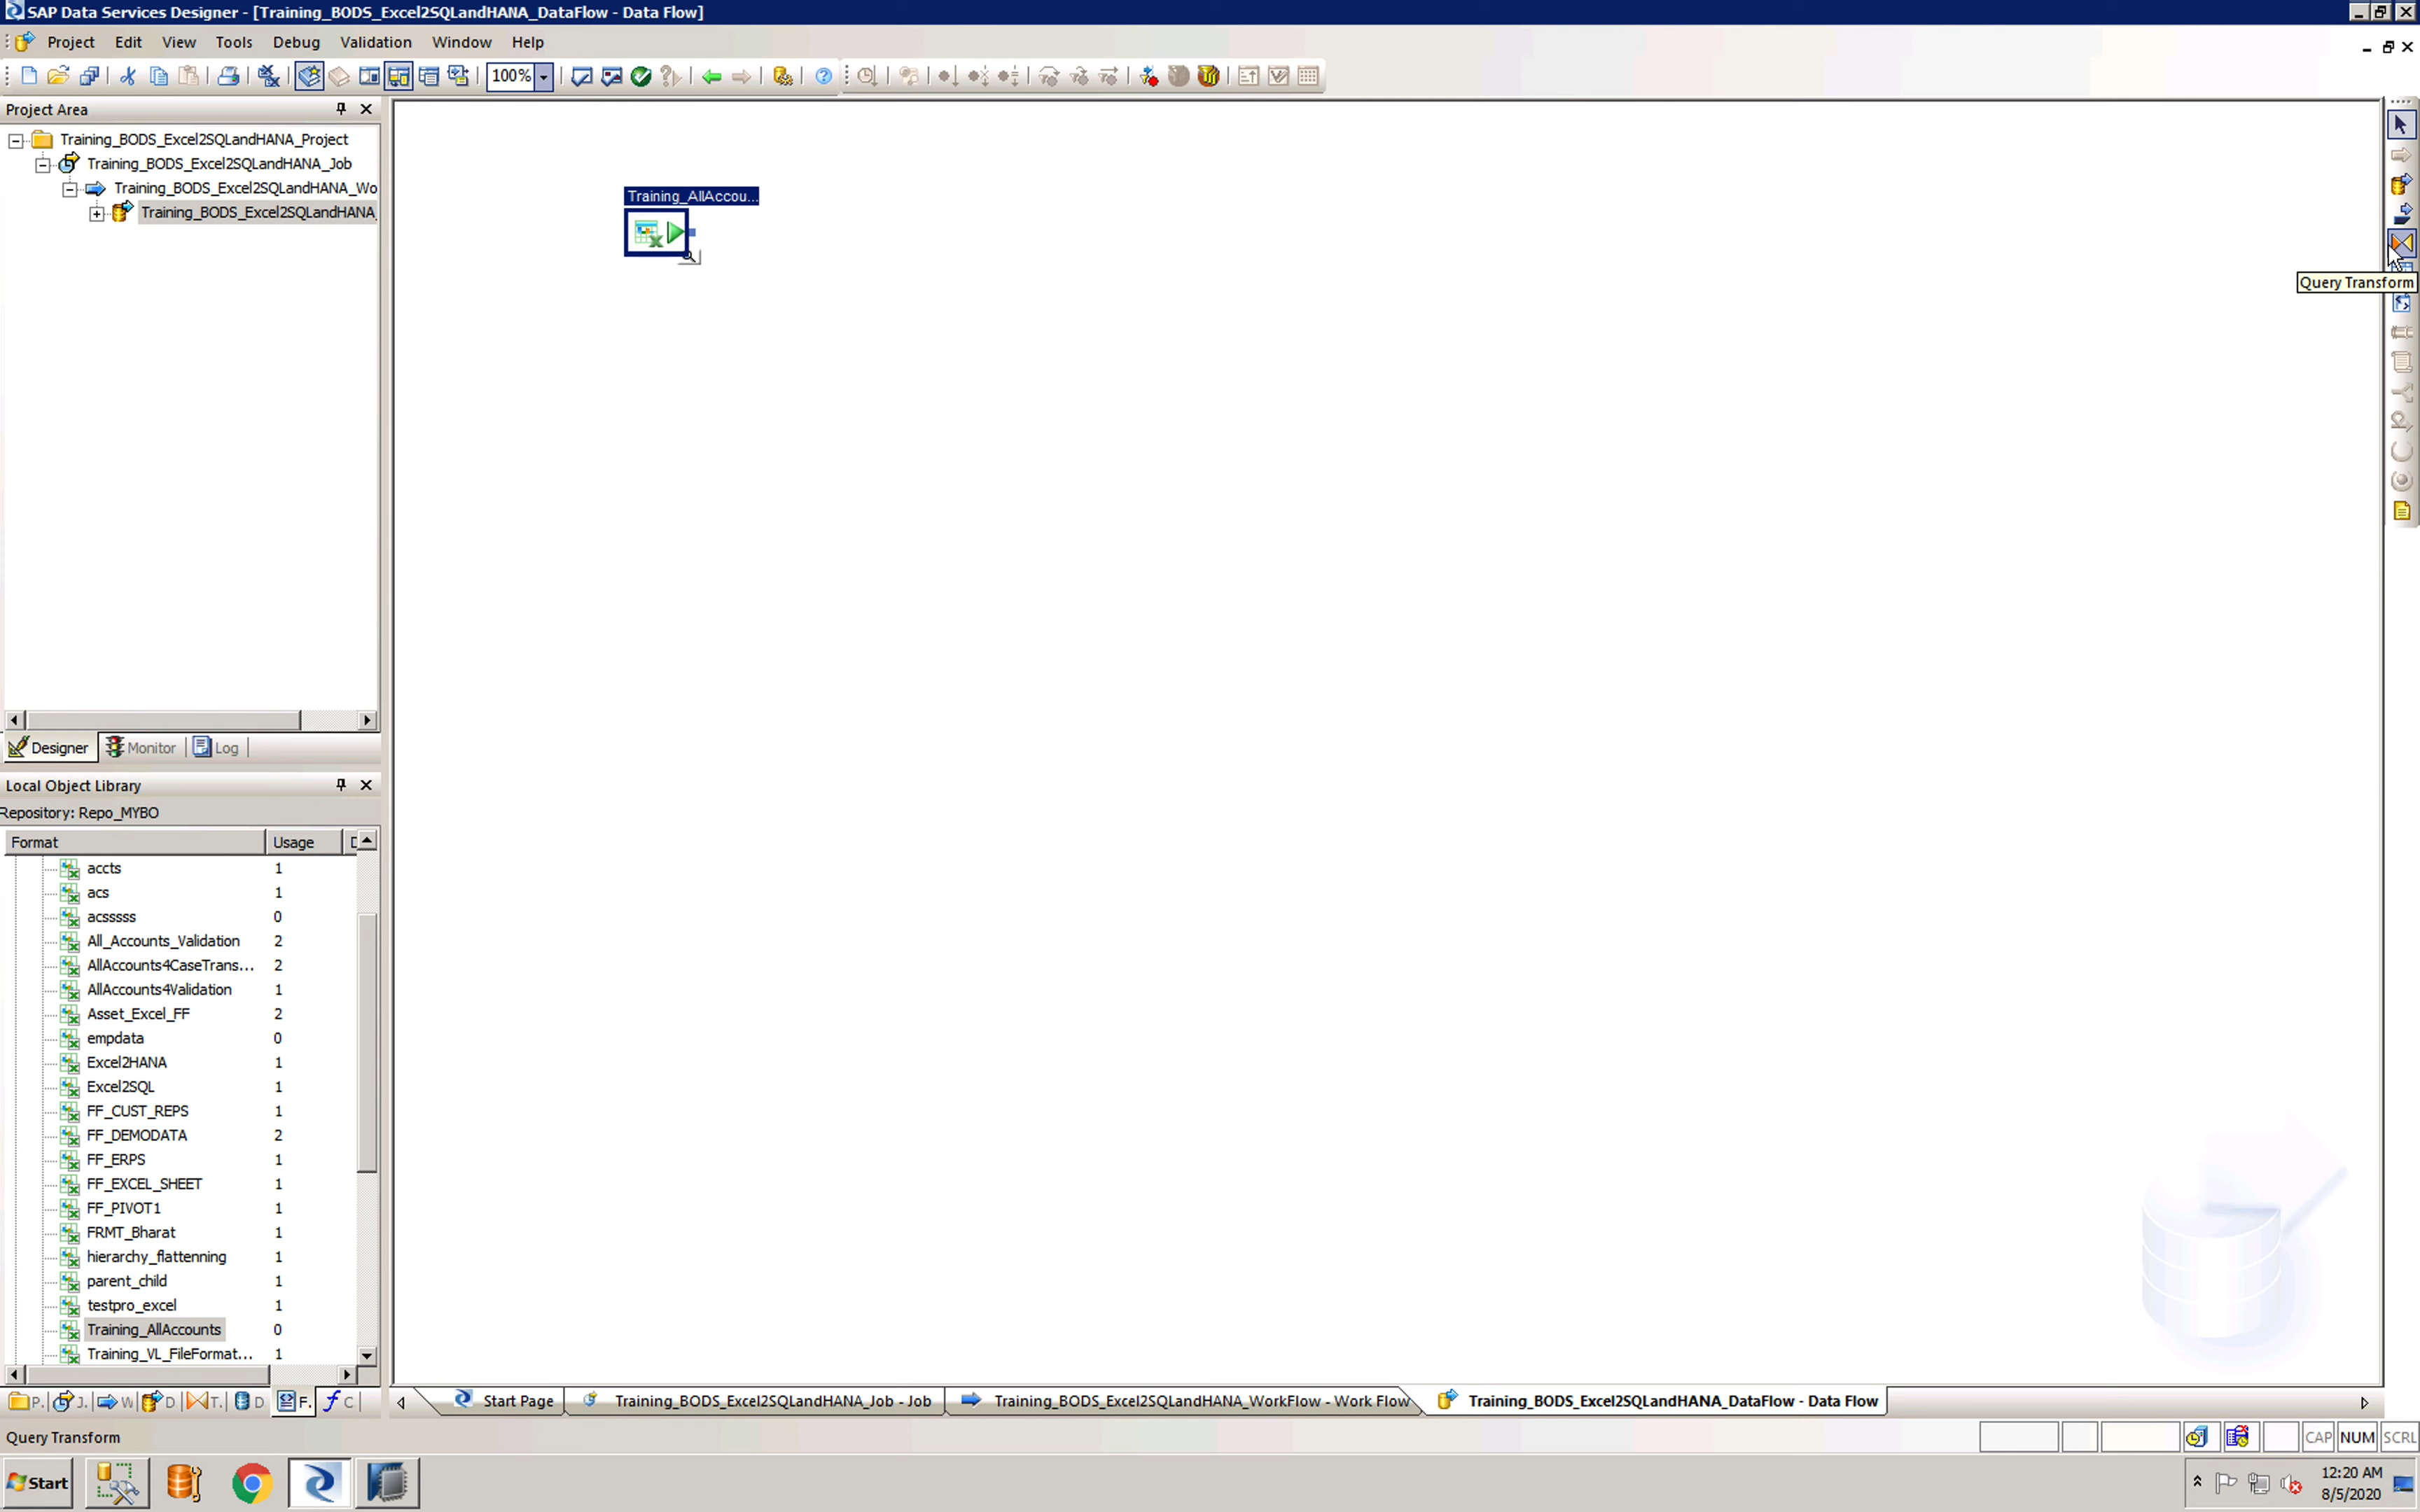 SAP Data Services Designer - [Training_BODS_Excel2SQLandHANA_DataFlow - Data Flow]
Project Edit View Tools Debug Validation Window Help
100%
Project Area
Training_BODS_Excel2SQLandHANA_Project
Training_BODS_Excel2SQLandHANA_Job
Training_BODS_Excel2SQLandHANA_Wo
Training_BODS_Excel2SQLandHANA_
Training_AllAccou...
Query Transform
Designer Monitor Log
Local Object Library
Repository: Repo_MYBO
Format Usage D
accts 1
acs 1
acsssss 0
All_Accounts_Validation 2
AllAccounts4CaseTrans... 2
AllAccounts4Validation 1
Asset_Excel_FF 2
empdata 0
Excel2HANA 1
Excel2SQL 1
FF_CUST_REPS 1
FF_DEMODATA 2
FF_ERPS 1
FF_EXCEL_SHEET 1
FF_PIVOT1 1
FRMT_Bharat 1
hierarchy_flattenning 1
parent_child 1
testpro_excel 1
Training_AllAccounts 0
Training_VL_FileFormat... 1
P. J. W D. T. D F. C
Start Page Training_BODS_Excel2SQLandHANA_Job - Job Training_BODS_Excel2SQLandHANA_WorkFlow - Work Flow Training_BODS_Excel2SQLandHANA_DataFlow - Data Flow
Query Transform CAP NUM SCRL
Start 12:20 AM
8/5/2020